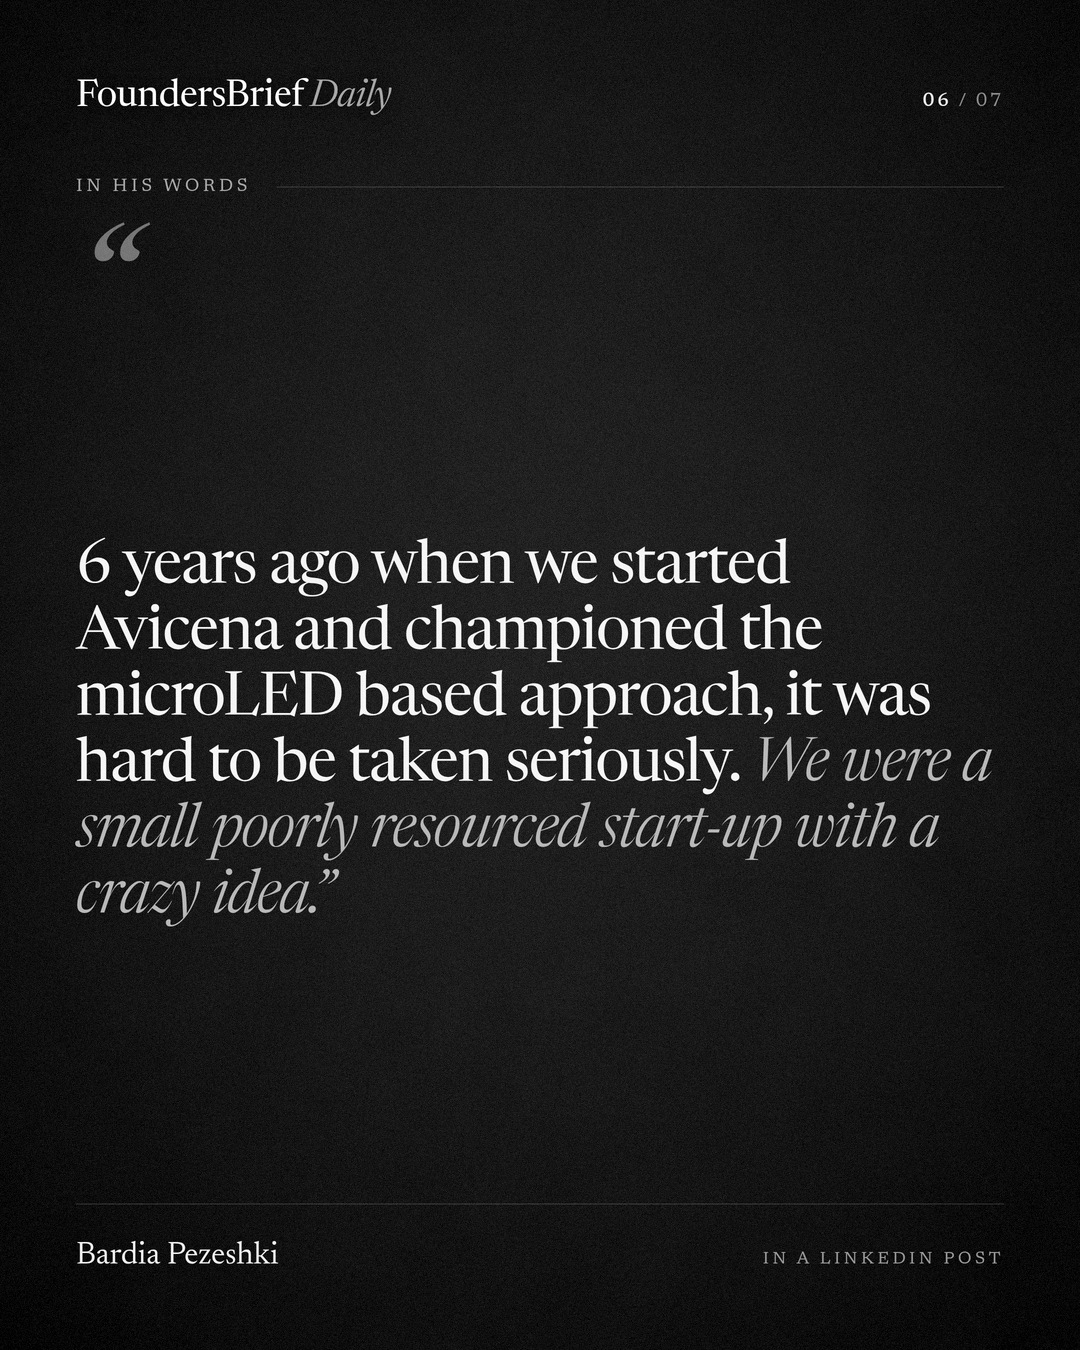 FoundersBrief Daily
06 / 07
IN HIS WORDS
“
6 years ago when we started
Avicena and championed the
microLED based approach, it was
hard to be taken seriously. We were a
small poorly resourced start-up with a
crazy idea.”
Bardia Pezeshki
IN A LINKEDIN POST